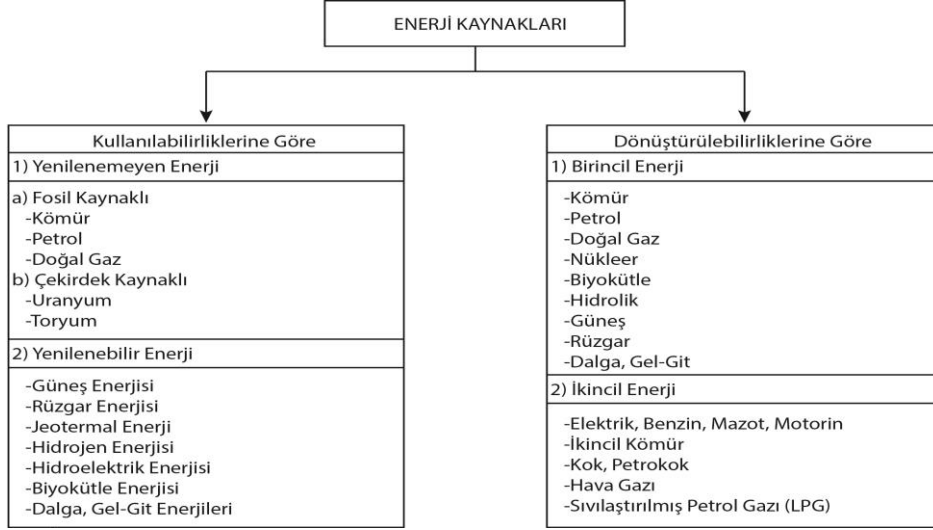 ENERJİ KAYNAKLARI
Kullanılabilirliklerine Göre
1) Yenilenemeyen Enerji
a) Fosil Kaynaklı
-Kömür
-Petrol
-Doğal Gaz
b) Çekirdek Kaynaklı
-Uranyum
-Toryum
2) Yenilenebilir Enerji
-Güneş Enerjisi
-Rüzgar Enerjisi
-Jeotermal Enerji
-Hidrojen Enerjisi
-Hidroelektrik Enerjisi
-Biyokütle Enerjisi
-Dalga, Gel-Git Enerjileri
Dönüştürülebilirliklerine Göre
1) Birincil Enerji
-Kömür
-Petrol
-Doğal Gaz
-Nükleer
-Biyokütle
-Hidrolik
-Güneş
-Rüzgar
-Dalga, Gel-Git
2) İkincil Enerji
-Elektrik, Benzin, Mazot, Motorin
-İkincil Kömür
-Kok, Petrokok
-Hava Gazı
-Sıvılaştırılmış Petrol Gazı (LPG)